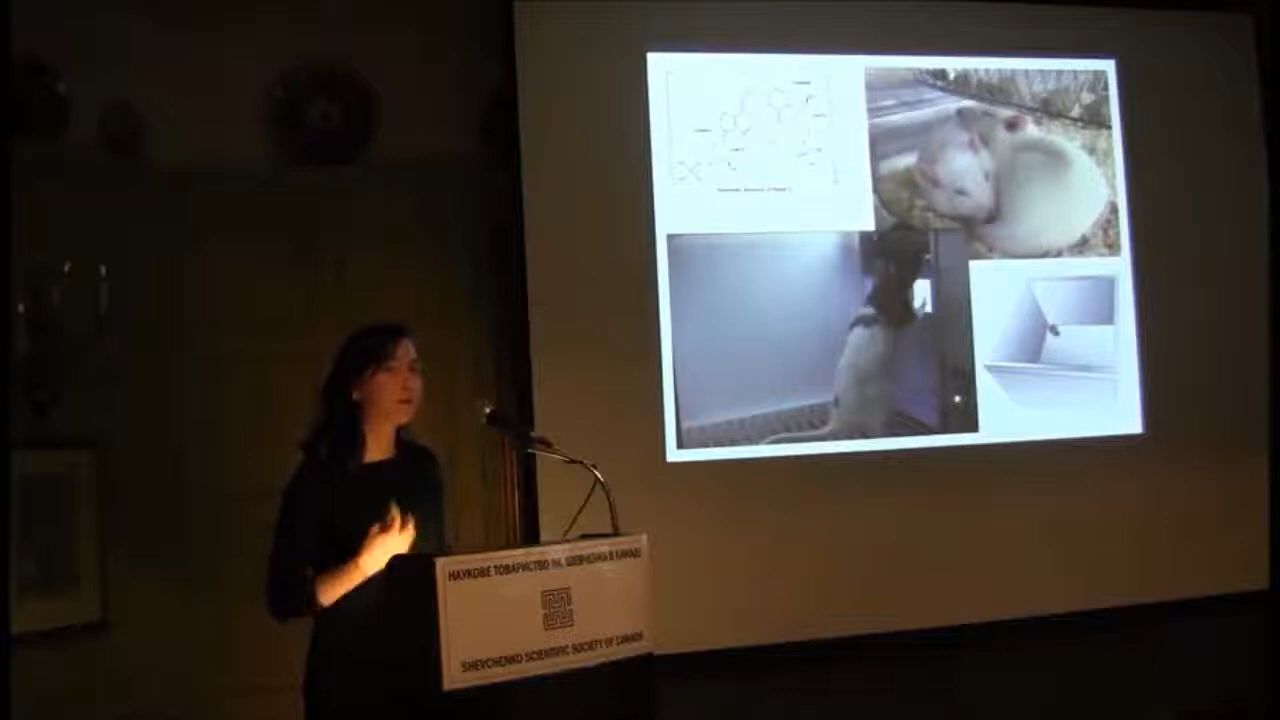 НАУКОВЕ ТОВАРИСТВО ІМ. ШЕВЧЕНКА В КАНАДІ
SHEVCHENKO SCIENTIFIC SOCIETY OF CANADA